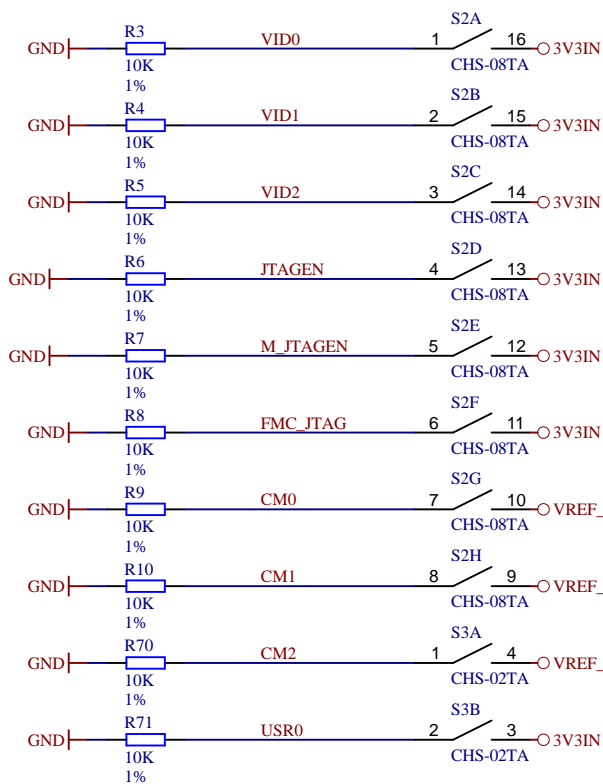 S2A
R3 VID0 1 16
GND 3V3IN
10K CHS-08TA
1%
S2B
R4 VID1 2 15
GND 3V3IN
10K CHS-08TA
1%
S2C
R5 VID2 3 14
GND 3V3IN
10K CHS-08TA
1%
S2D
R6 JTAGEN 4 13
GND 3V3IN
10K CHS-08TA
1%
S2E
R7 M_JTAGEN 5 12
GND 3V3IN
10K CHS-08TA
1%
S2F
R8 FMC_JTAG 6 11
GND 3V3IN
10K CHS-08TA
1%
S2G
R9 CM0 7 10
GND VREF_
10K CHS-08TA
1%
S2H
R10 CM1 8 9
GND VREF_
10K CHS-08TA
1%
S3A
R70 CM2 1 4
GND VREF_
10K CHS-02TA
1%
S3B
R71 USR0 2 3
GND 3V3IN
10K CHS-02TA
1%